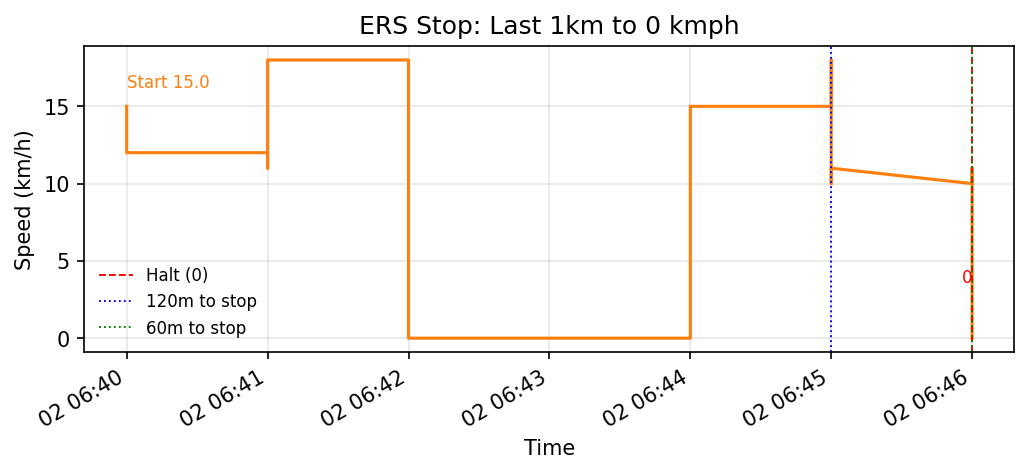 ERS Stop: Last 1km to 0 kmph
Speed (km/h)
15
10
5
0
Start 15.0
0
Halt (0)
120m to stop
60m to stop
02 06:40
02 06:41
02 06:42
02 06:43
02 06:44
02 06:45
02 06:46
Time